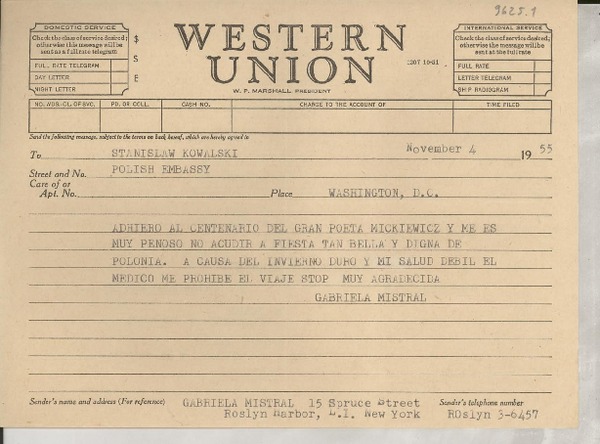 9625.1
DOMESTIC SERVICE
Check the class of service desired;
otherwise this message will be
sent as a full rate telegram
FULL RATE TELEGRAM
DAY LETTER
NIGHT LETTER
$
S
E
WESTERN
UNION
W. P. MARSHALL, PRESIDENT
1207 10-51
INTERNATIONAL SERVICE
Check the class of service desired;
otherwise the message will be
sent at the full rate
FULL RATE
LETTER TELEGRAM
SHIP RADIOGRAM
NO. WDS.-CL. OF SVC. PD. OR COLL. CASH NO. CHARGE TO THE ACCOUNT OF TIME FILED
Send the following message, subject to the terms on back hereof, which are hereby agreed to
To STANISLAW KOWALSKI November 4 1955
Street and No. POLISH EMBASSY
Care of or
Apt. No. Place WASHINGTON, D.C.
ADHIERO AL CENTENARIO DEL GRAN POETA MICKIEWICZ Y ME ES
MUY PENOSO NO ACUDIR A FIESTA TAN BELLA Y DIGNA DE
POLONIA. A CAUSA DEL INVIERNO DURO Y MI SALUD DEBIL EL
MEDICO ME PROHIBE EL VIAJE STOP MUY AGRADECIDA
GABRIELA MISTRAL
Sender's name and address (For reference) GABRIELA MISTRAL 15 Spruce Street Sender's telephone number
Roslyn Harbor, L.I. New York ROslyn 3-6457